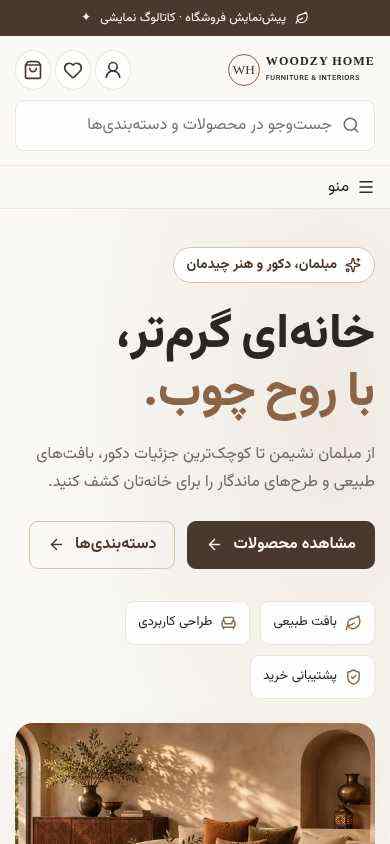 پیش‌نمایش فروشگاه · کاتالوگ نمایشی ✦
WH WOODZY HOME
FURNITURE & INTERIORS
جست‌وجو در محصولات و دسته‌بندی‌ها
منو
مبلمان، دکور و هنر چیدمان
خانه‌ای گرم‌تر،
با روح چوب.
از مبلمان نشیمن تا کوچک‌ترین جزئیات دکور، بافت‌های
طبیعی و طرح‌های ماندگار را برای خانه‌تان کشف کنید.
مشاهده محصولات
دسته‌بندی‌ها
بافت طبیعی
طراحی کاربردی
پشتیبانی خرید